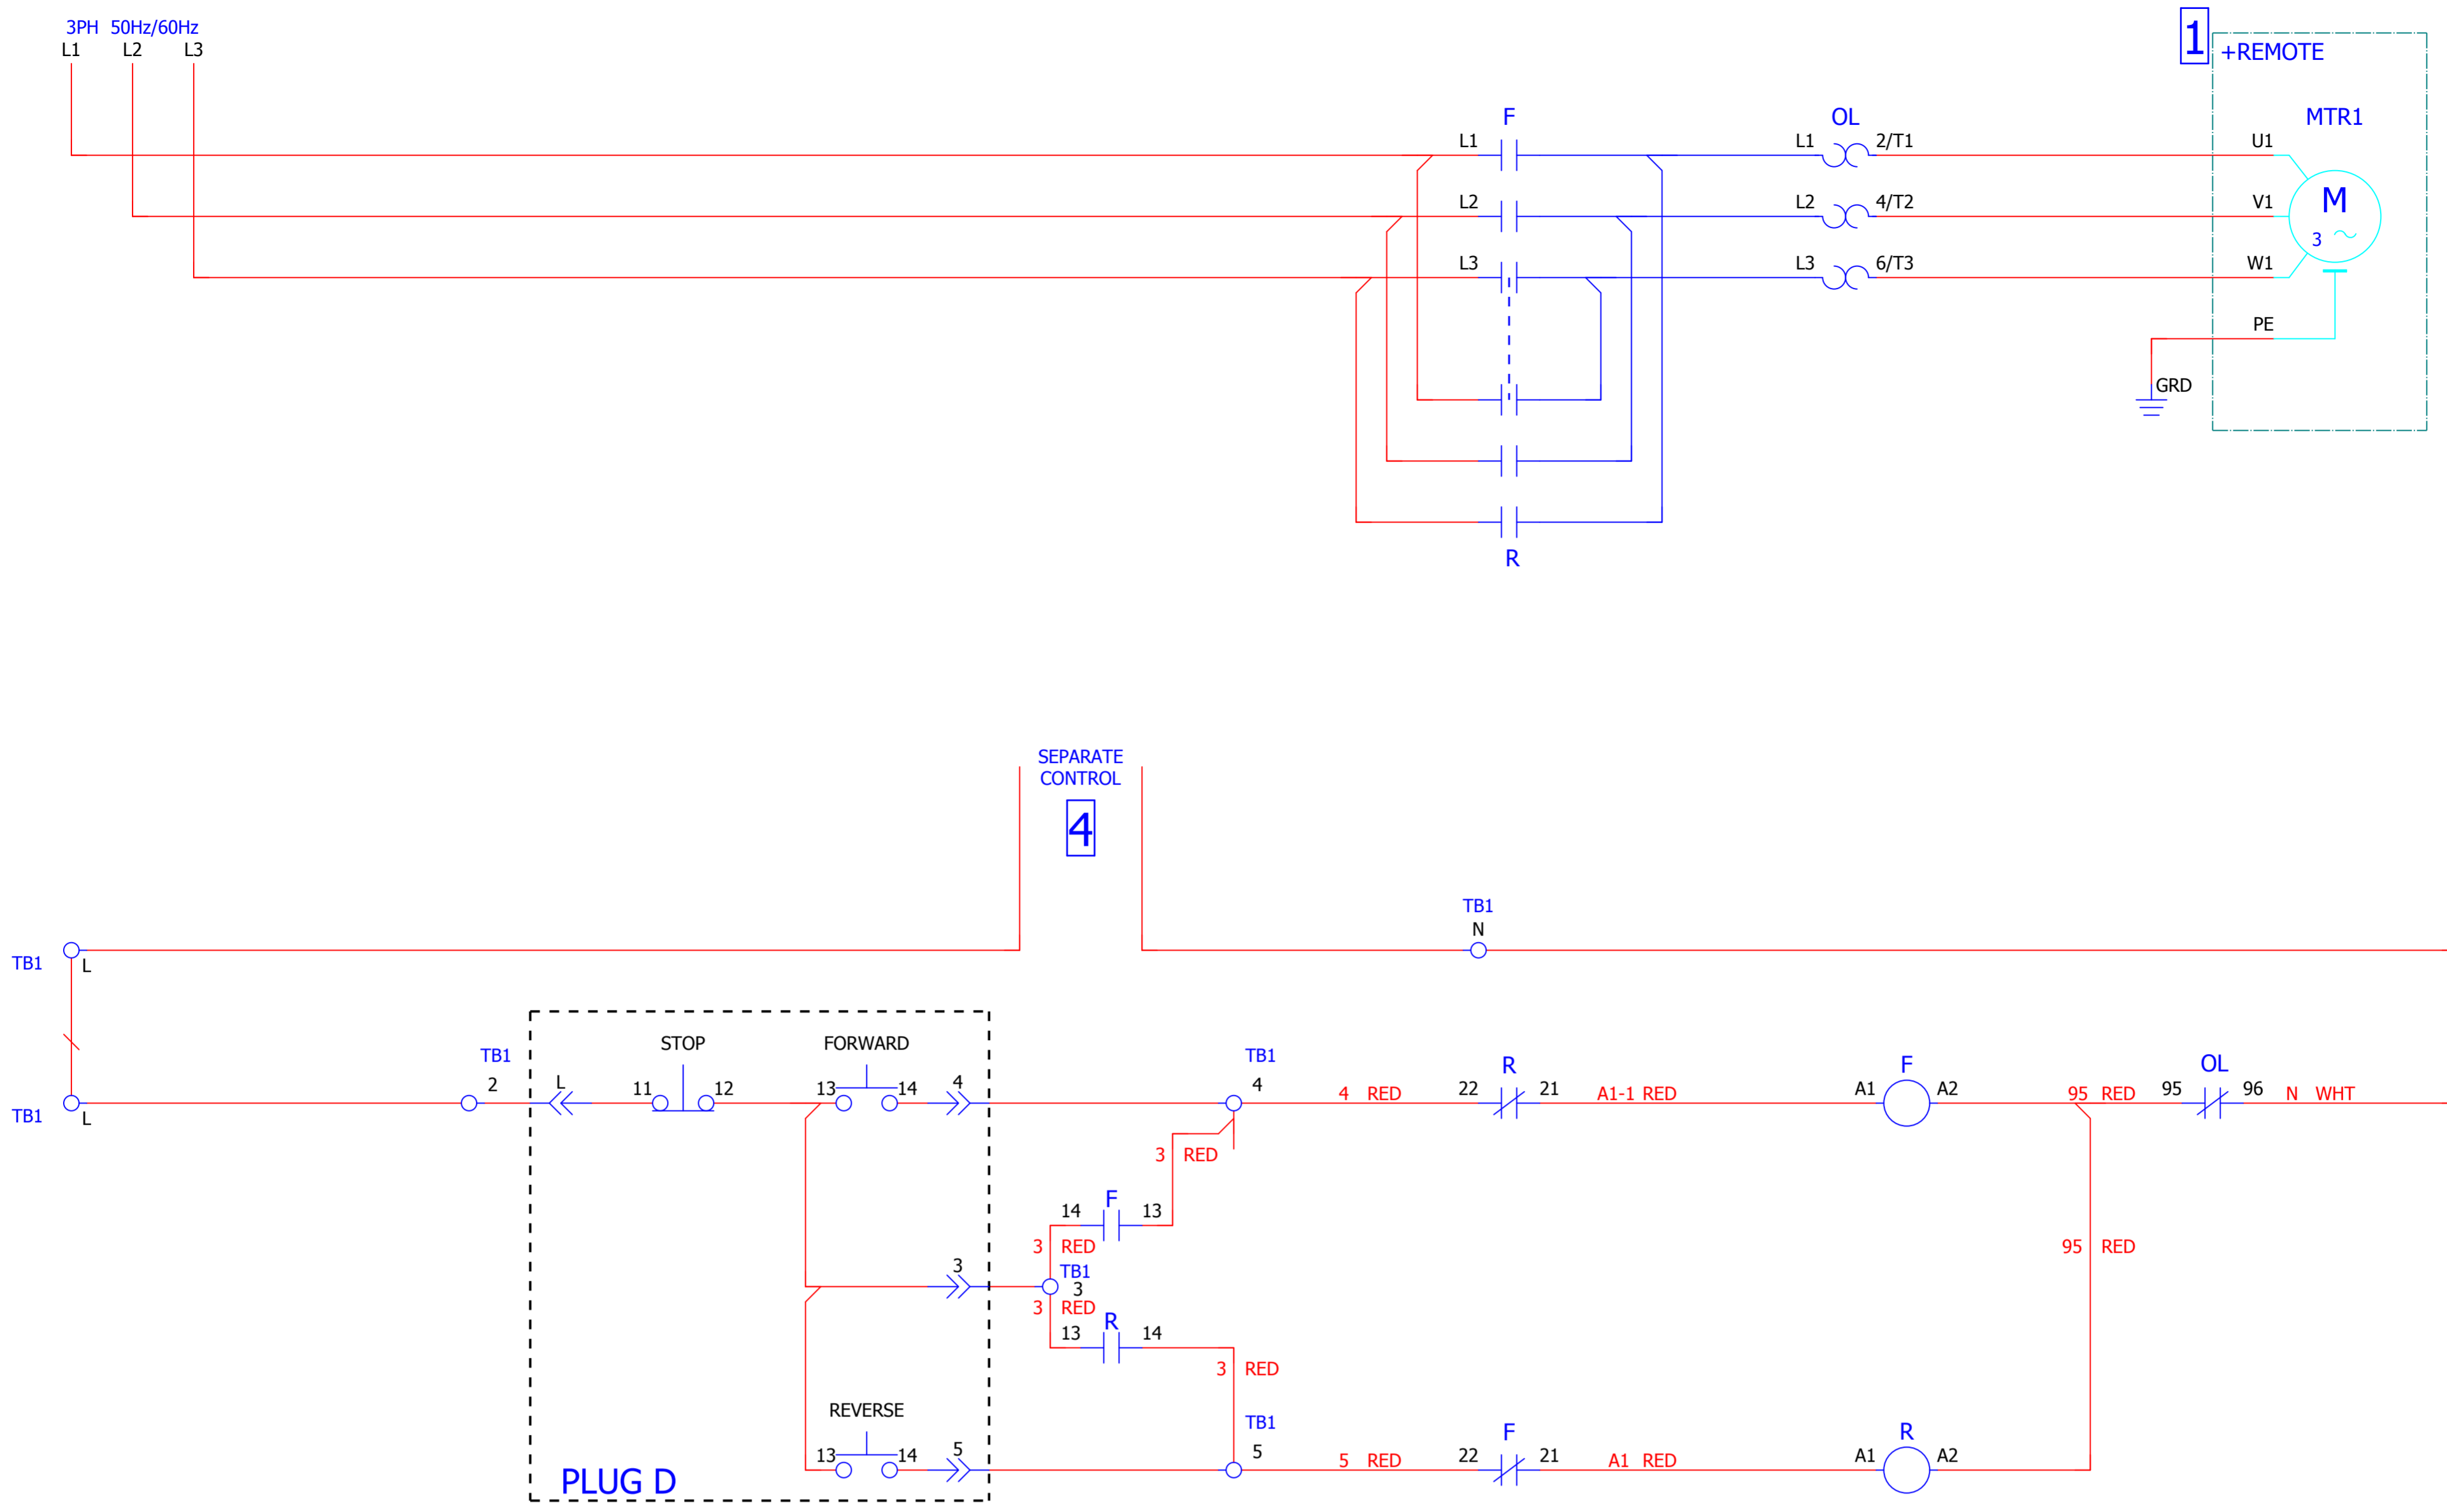 3PH 50Hz/60Hz
L1 L2 L3
1
+REMOTE
F
OL
MTR1
L1
L1
2/T1
U1
L2
L2
4/T2
V1
M
3
L3
L3
6/T3
W1
PE
GRD
R
SEPARATE
CONTROL
4
TB1
N
TB1
L
STOP
FORWARD
TB1
2
L
11
12
13
14
4
TB1
4
4 RED
R
22
21
A1-1 RED
F
A1
A2
95 RED
OL
95
96
N WHT
TB1
L
3 RED
F
14
13
3 RED
95 RED
3
TB1
3
3 RED
R
13
14
3 RED
REVERSE
13
14
5
TB1
5
5 RED
F
22
21
A1 RED
R
A1
A2
PLUG D